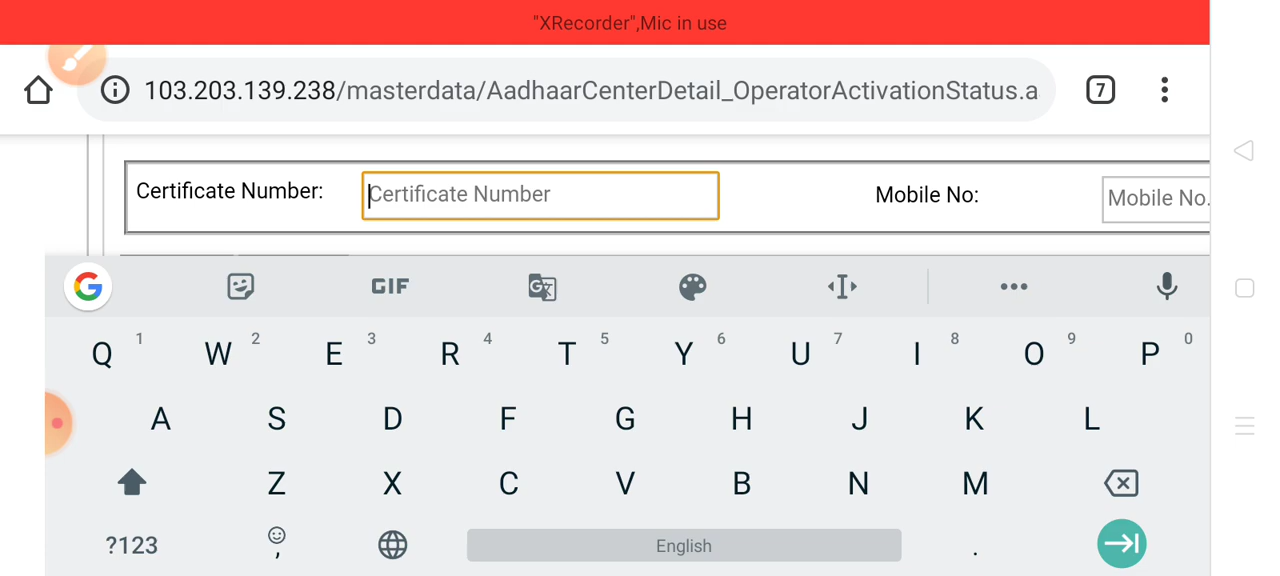 "XRecorder",Mic in use
103.203.139.238/masterdata/AadhaarCenterDetail_OperatorActivationStatus.a
7
Certificate Number:
Certificate Number
Mobile No:
Mobile No.
G
GIF
G
Q 1 W 2 E 3 R 4 T 5 Y 6 U 7 I 8 O 9 P 0
A S D F G H J K L
Z X C V B N M
?123 , English .